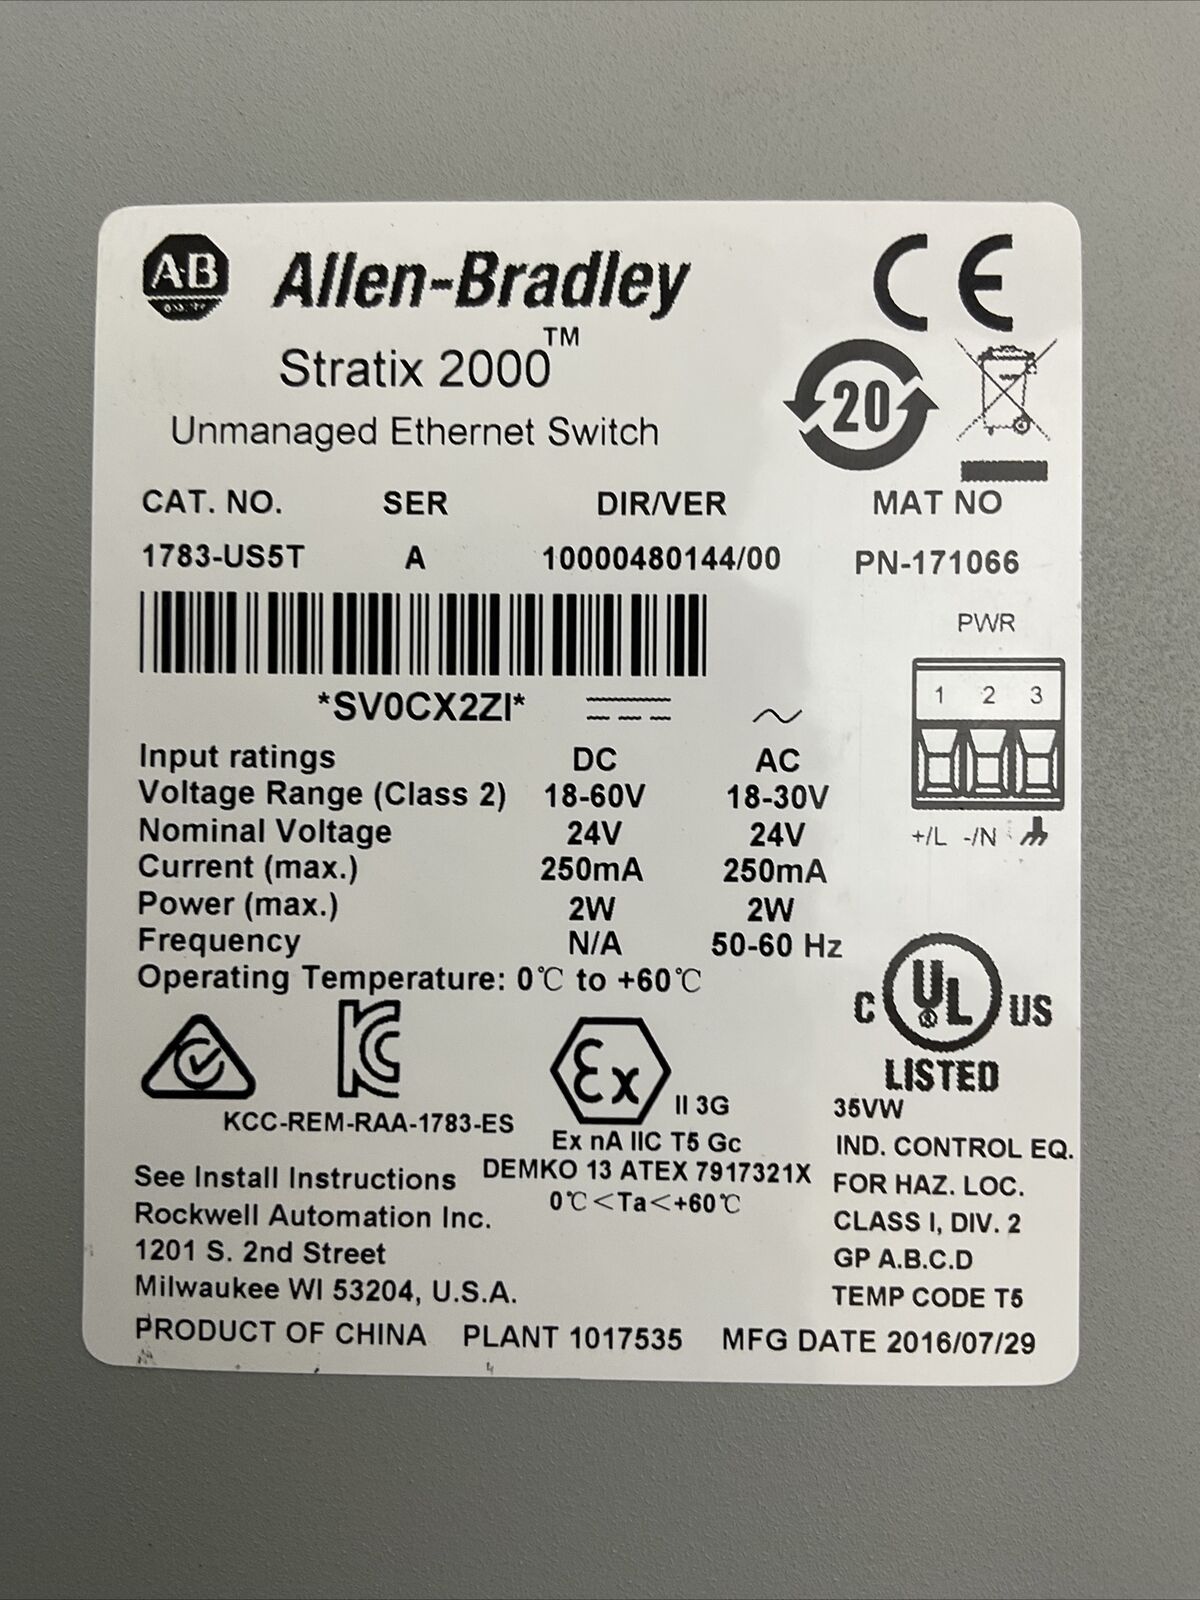 A·B Allen-Bradley CE
Stratix 2000™
20
Unmanaged Ethernet Switch
CAT. NO. SER DIR/VER MAT NO
1783-US5T A 10000480144/00 PN-171066
PWR
1 2 3
*SV0CX2ZI*
Input ratings DC AC
Voltage Range (Class 2) 18-60V 18-30V
Nominal Voltage 24V 24V
+/L -/N
Current (max.) 250mA 250mA
Power (max.) 2W 2W
Frequency N/A 50-60 Hz
Operating Temperature: 0℃ to +60℃
C UL US
LISTED
KC
Ex II 3G
KCC-REM-RAA-1783-ES
Ex nA IIC T5 Gc
DEMKO 13 ATEX 7917321X
0℃<Ta<+60℃
35VW
IND. CONTROL EQ.
FOR HAZ. LOC.
CLASS I, DIV. 2
GP A.B.C.D
TEMP CODE T5
See Install Instructions
Rockwell Automation Inc.
1201 S. 2nd Street
Milwaukee WI 53204, U.S.A.
PRODUCT OF CHINA PLANT 1017535 MFG DATE 2016/07/29